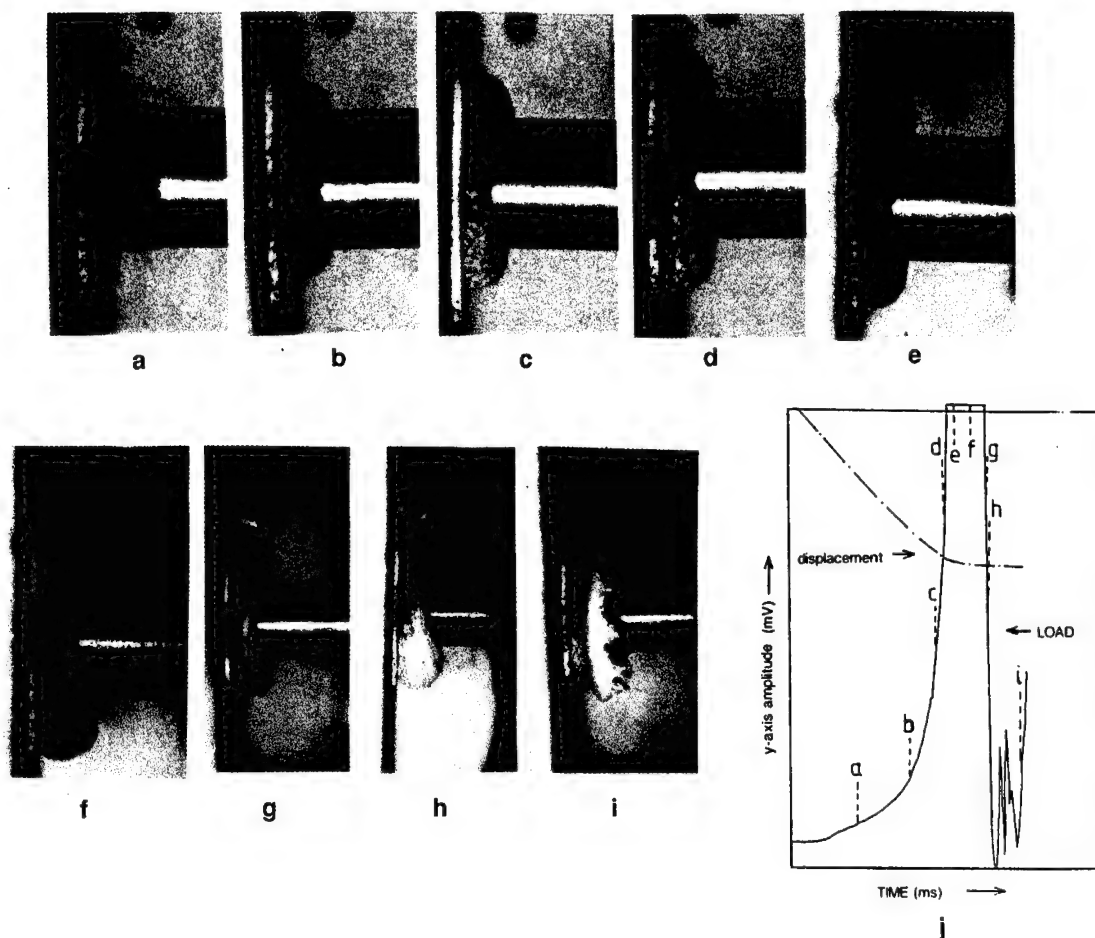 a b c d e
f g h i
d e f g
h
displacement →
c
← LOAD
b
i
a
y-axis amplitude (mV) →
TIME (ms) →
j